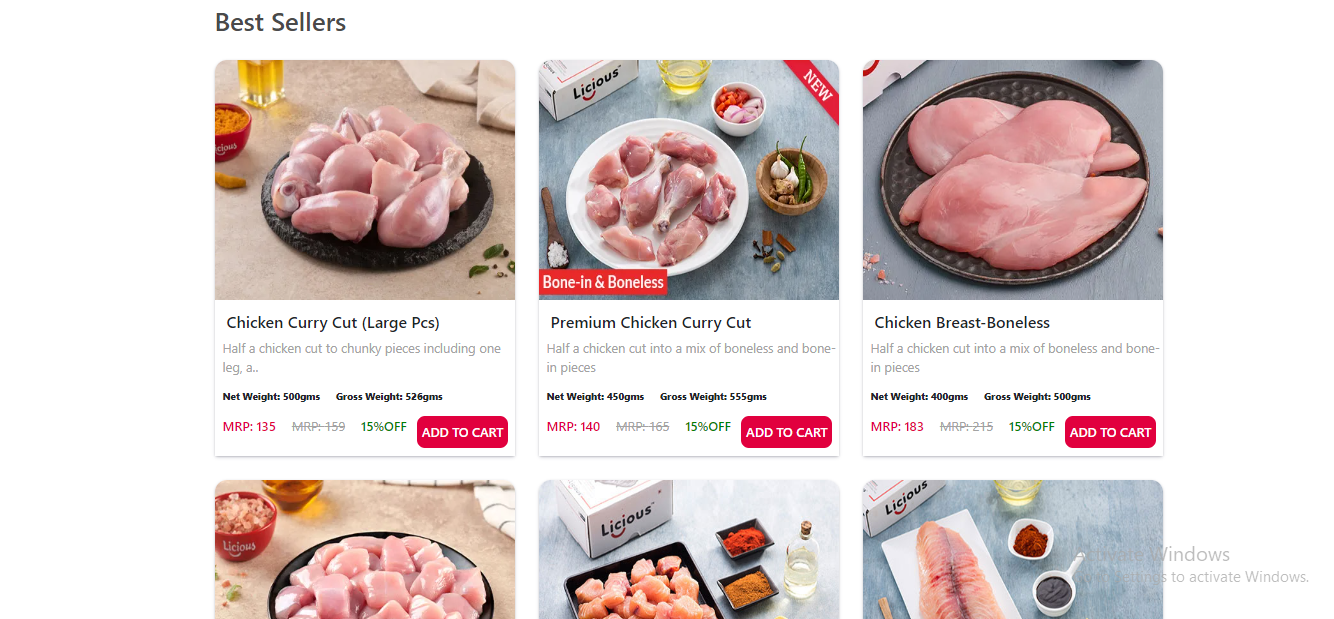 Best Sellers
icious
Licious
NEW
Bone-in & Boneless
Chicken Curry Cut (Large Pcs)
Half a chicken cut to chunky pieces including one
leg, a..
Net Weight: 500gms Gross Weight: 526gms
MRP: 135 MRP: 159 15%OFF ADD TO CART
Premium Chicken Curry Cut
Half a chicken cut into a mix of boneless and bone-
in pieces
Net Weight: 450gms Gross Weight: 555gms
MRP: 140 MRP: 165 15%OFF ADD TO CART
Chicken Breast-Boneless
Half a chicken cut into a mix of boneless and bone-
in pieces
Net Weight: 400gms Gross Weight: 500gms
MRP: 183 MRP: 215 15%OFF ADD TO CART
Licious
Licious
Licious
Windows
to activate Windows.